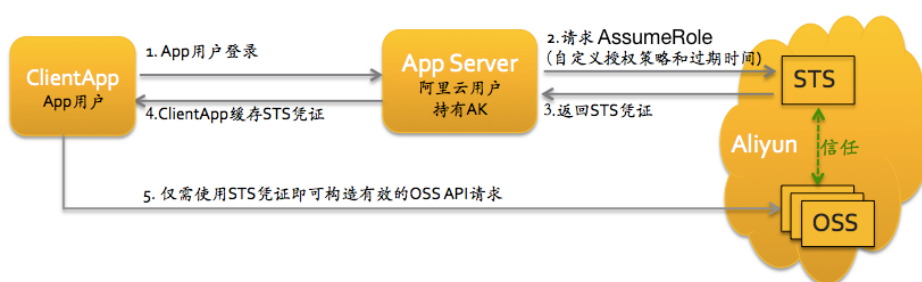 ClientApp
App用户
1. App用户登录
4.ClientApp缓存STS凭证
App Server
阿里云用户
持有AK
2.请求 AssumeRole
(自定义授权策略和过期时间)
3.返回STS凭证
STS
Aliyun
信任
OSS
5. 仅需使用STS凭证即可构造有效的OSS API请求